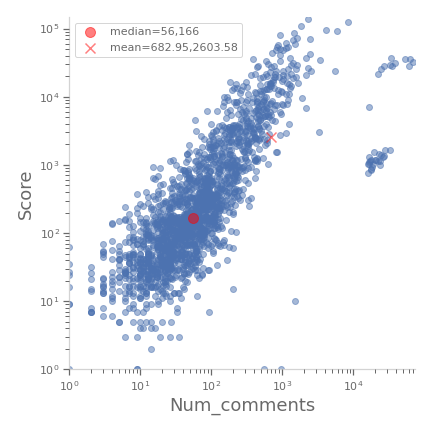 median=56,166
mean=682.95,2603.58
10⁵
10⁴
10³
10²
10¹
10⁰
Score
10⁰ 10¹ 10² 10³ 10⁴
Num_comments